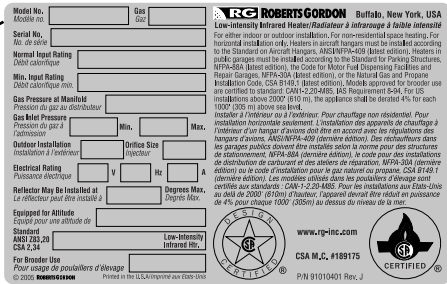 Model No.
Modèle no.
Gas
Gaz
Serial No,
No. de série
Normal Input Rating
Débit calorifique
Min. Input Rating
Débit calorifique min.
Gas Pressure at Manifold
Pression du gaz au distributeur
Gas Inlet Pressure
Pression du gaz à
l'admission
Min.
Max.
Outdoor Installation
Installation à l'extérieur
Orifice Size
Injecteur
Electrical Rating
Puissance électrique
V
Hz
A
Reflector May Be Installed at
Le réflecteur peut être installé à
Degrees Max,
Degrés Max,
Equipped for Altitude
Équipé pour une altitude de
Standard
ANSI Z83,20
CSA 2,34
Low-Intensity
Infrared Htr.
For Brooder Use
Pour usage de poulaillers d'élevage
© 2005 ROBERTS GORDON
Printed in the U.S.A/Imprimé aux Etats-Unis
RG ROBERTSGORDON Buffalo, New York, USA
Low-intensity Infrared Heater/Radiateur à infrarouge à faible intensité
For either indoor or outdoor installation. For non-residential space heating. For
horizontal installation only. Heaters in aircraft hangars must be installed according
to the Standard on Aircraft Hangars, ANSI/NFPA-409 (latest edition). Heaters in
public garages must be installed according to the Standard for Parking Structures,
NFPA-88A (latest edition), the Code for Motor Fuel Dispensing Facilities and
Repair Garages, NFPA-30A (latest edition), or the Natural Gas and Propane
Installation Code, CSA B149.1 (latest edition). Models approved for brooder use
are certified to standard: CAN1-2.20-M85, IAS Requirement 8-94, For US
installations above 2000' (610 m), the appliance shall be derated 4% for each
1000' (305 m) above sea level.
Installer à l'intérieur ou à l'extérieur. Pour chauffage non résidentiel. Pour
installation horizontale seulement. L'installation des appareils de chauffage à
l'intérieur d'un hangar d'avions doit être en accord avec les régulations des
hangars d'avions, ANSI/NFPA-409 (dernière édition). Des réchauffeurs dans
les garages publics doivent être installés selon la norme pour des structures
de stationnement, NFPA-88A (dernière édition), le code pour des installations
de distribution de carburant et des ateliers de réparation, NFPA-30A (dernière
édition) ou le code d'installation pour le gaz naturel ou propane, CSA B149.1
(dernière édition). Les modèles utilisés dans les poulaillers d'élevage sont
certifiés aux standards : CAN-1-2.20-M85. Pour les installations aux Etats-Unis
au delà de 2000' (610m) d'hauteur, l'appareil devrait être réduit en puissance
de 4% pour chaque 1000' (305m) au dessus du niveau de la mer.
DESIGN
CERTIFIED
www.rg-inc.com
CSA M.C. #189175
P/N 91010401 Rev. J
CERTIFIED